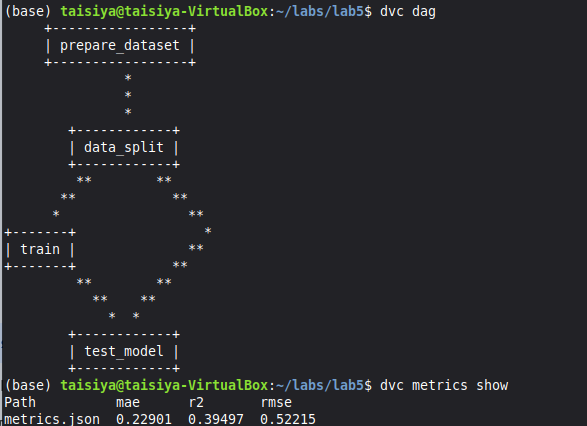 (base) taisiya@taisiya-VirtualBox:~/labs/lab5$ dvc dag
+-----------------+
| prepare_dataset |
+-----------------+
*
*
*
+------------+
| data_split |
+------------+
** **
** **
* **
+-------+ *
| train | **
+-------+ **
** **
** **
* *
+------------+
| test_model |
+------------+
(base) taisiya@taisiya-VirtualBox:~/labs/lab5$ dvc metrics show
Path mae r2 rmse
metrics.json 0.22901 0.39497 0.52215